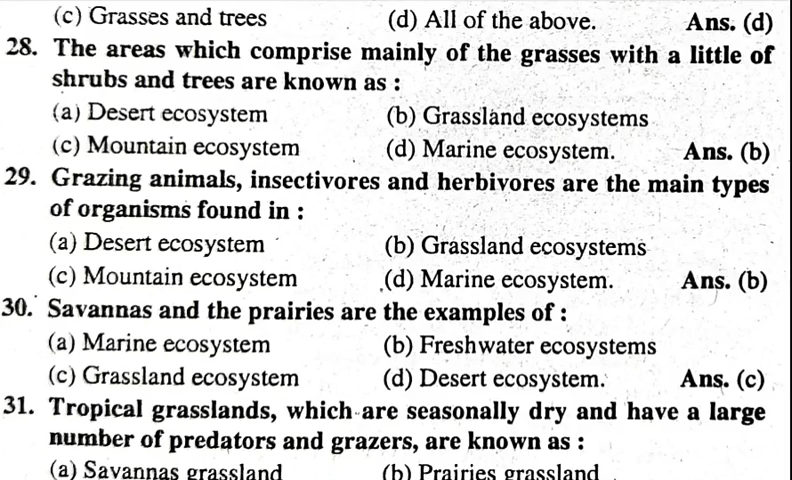 (c) Grasses and trees (d) All of the above. Ans. (d)
28. The areas which comprise mainly of the grasses with a little of
shrubs and trees are known as :
(a) Desert ecosystem (b) Grassland ecosystems
(c) Mountain ecosystem (d) Marine ecosystem. Ans. (b)
29. Grazing animals, insectivores and herbivores are the main types
of organisms found in :
(a) Desert ecosystem (b) Grassland ecosystems
(c) Mountain ecosystem (d) Marine ecosystem. Ans. (b)
30. Savannas and the prairies are the examples of :
(a) Marine ecosystem (b) Freshwater ecosystems
(c) Grassland ecosystem (d) Desert ecosystem. Ans. (c)
31. Tropical grasslands, which are seasonally dry and have a large
number of predators and grazers, are known as :
(a) Savannas grassland (b) Prairies grassland